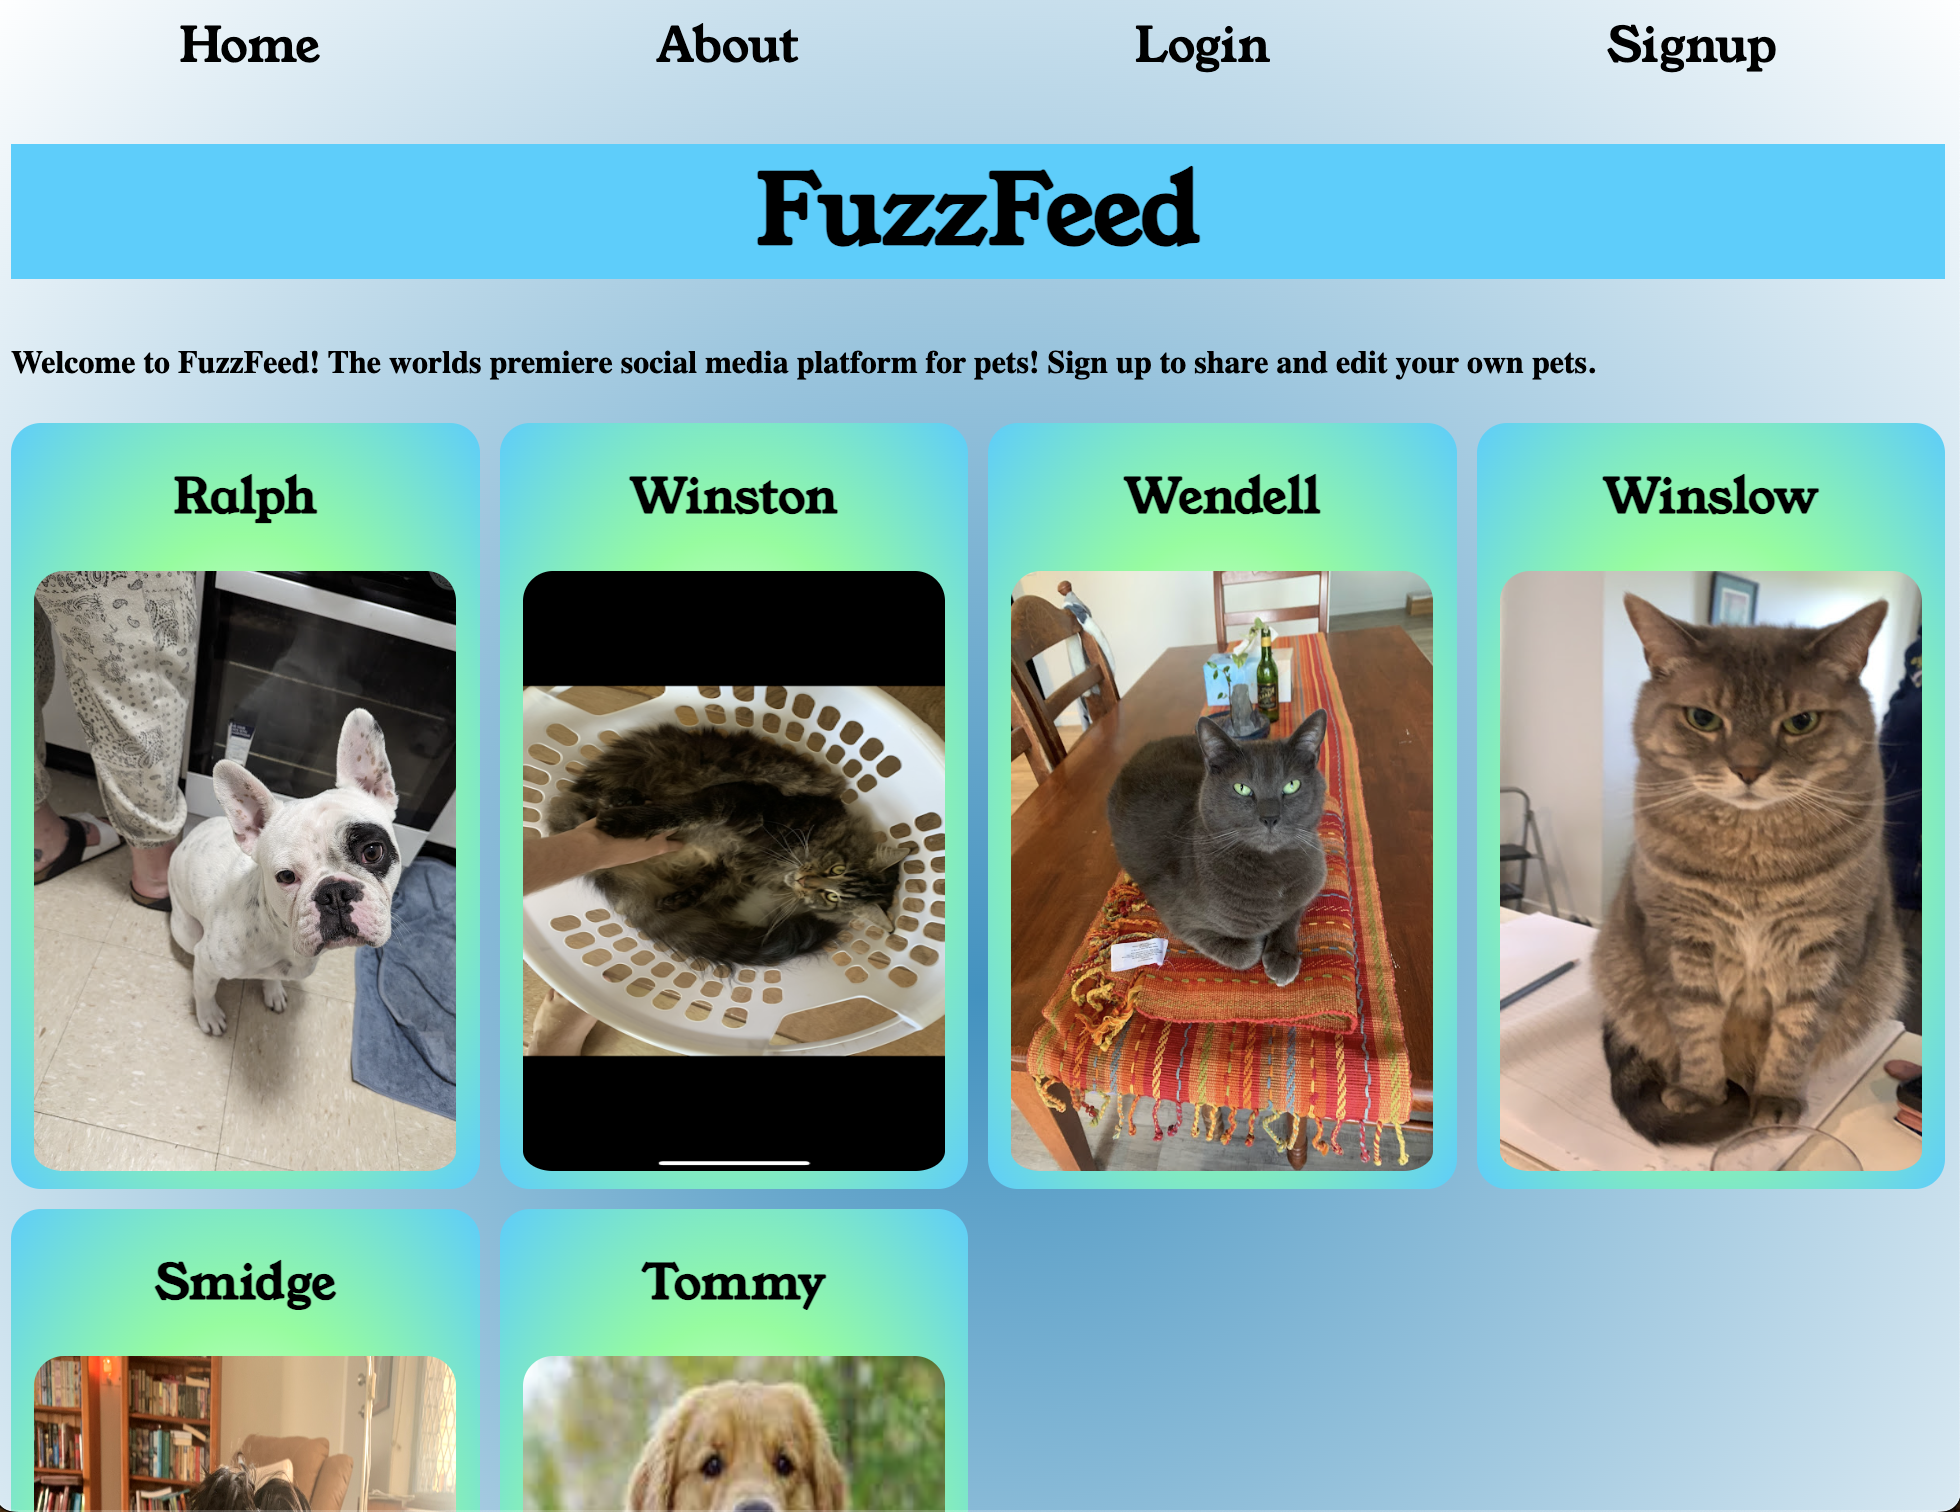 Home About Login Signup
FuzzFeed
Welcome to FuzzFeed! The worlds premiere social media platform for pets! Sign up to share and edit your own pets.
Ralph Winston Wendell Winslow
Smidge Tommy